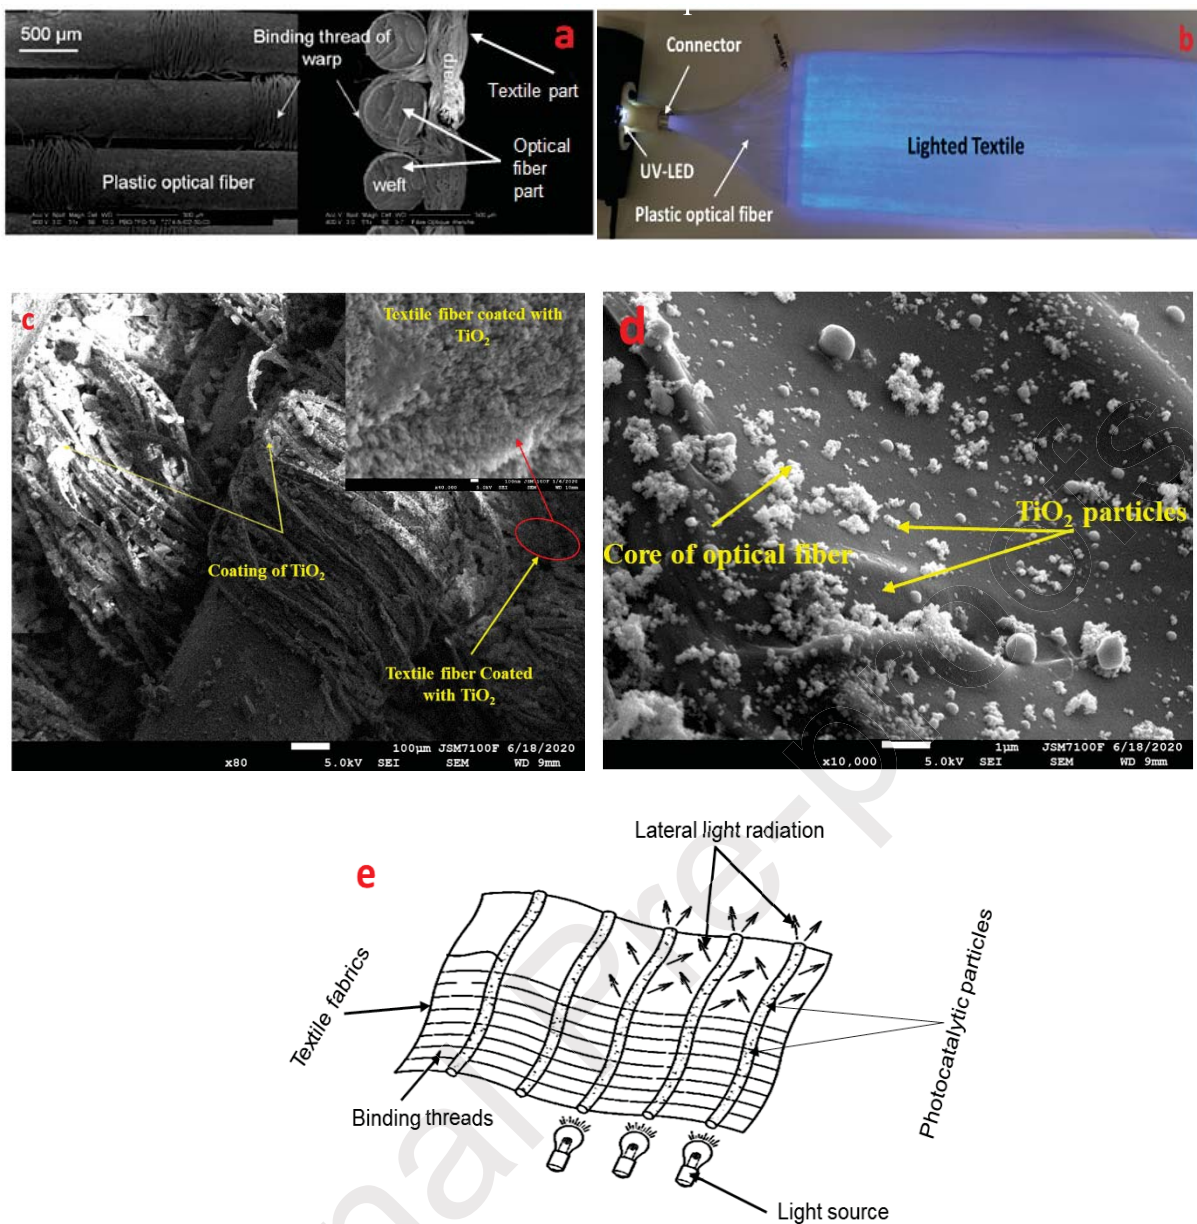 500 µm
Binding thread of
warp
a
warp
Textile part
Optical
fiber
part
Plastic optical fiber
weft
b
Connector
UV-LED
Plastic optical fiber
Lighted Textile
c
Textile fiber coated with
TiO₂
Coating of TiO₂
Textile fiber Coated
with TiO₂
100µm JSM7100F 6/18/2020
x80 5.0kV SEI SEM WD 9mm
d
TiO₂ particles
Core of optical fiber
1µm JSM7100F 6/18/2020
x10,000 5.0kV SEI SEM WD 9mm
e
Lateral light radiation
Textile fabrics
Binding threads
Photocatalytic particles
Light source